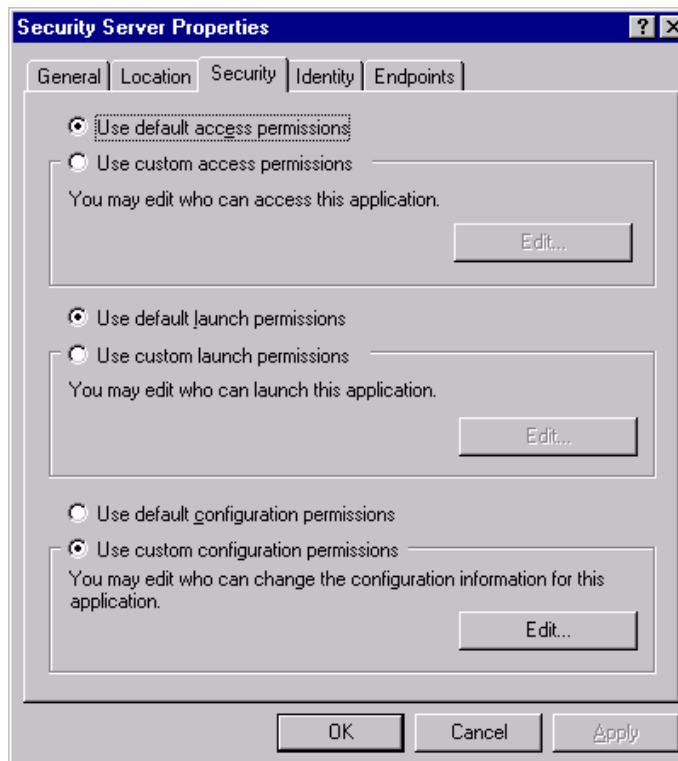 Security Server Properties
General Location Security Identity Endpoints
Use default access permissions
Use custom access permissions
You may edit who can access this application.
Edit...
Use default launch permissions
Use custom launch permissions
You may edit who can launch this application.
Edit...
Use default configuration permissions
Use custom configuration permissions
You may edit who can change the configuration information for this
application.
Edit...
OK Cancel Apply